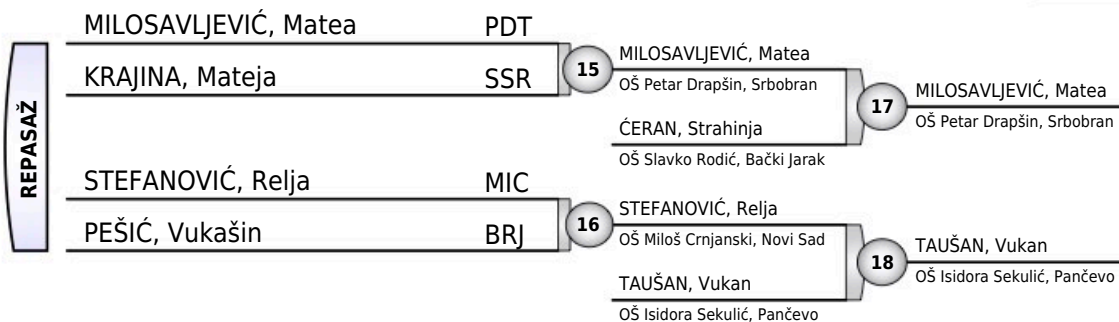 REPASAŽ
MILOSAVLJEVIĆ, Matea PDT
KRAJINA, Mateja SSR
15
MILOSAVLJEVIĆ, Matea
OŠ Petar Drapšin, Srbobran
ĆERAN, Strahinja
OŠ Slavko Rodić, Bački Jarak
17
MILOSAVLJEVIĆ, Matea
OŠ Petar Drapšin, Srbobran
STEFANOVIĆ, Relja MIC
PEŠIĆ, Vukašin BRJ
16
STEFANOVIĆ, Relja
OŠ Miloš Crnjanski, Novi Sad
TAUŠAN, Vukan
OŠ Isidora Sekulić, Pančevo
18
TAUŠAN, Vukan
OŠ Isidora Sekulić, Pančevo